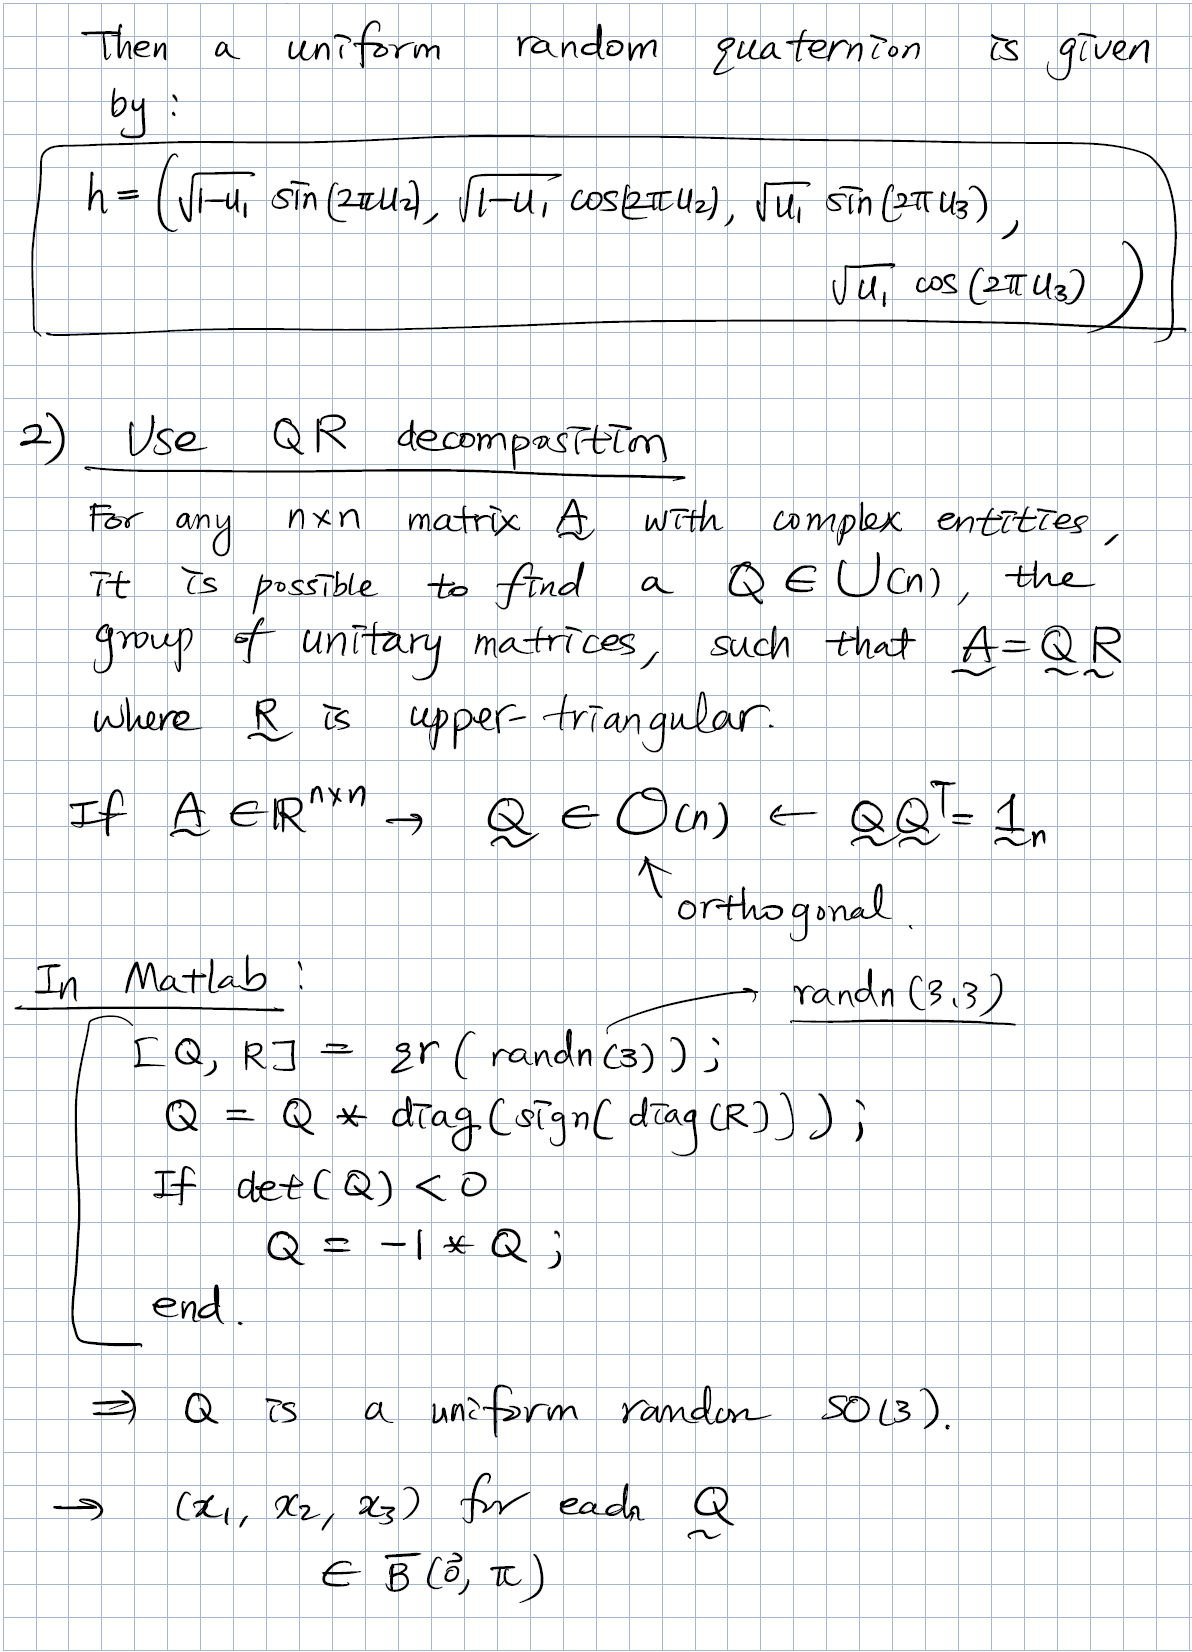 Then a uniform random quaternion is given
by :
h = (√1-u₁ sin(2πu₂), √1-u₁ cos(2πu₂), √u₁ sin(2πu₃),
√u₁ cos(2πu₃))
2) Use QR decomposition
For any n×n matrix A with complex entities,
it is possible to find a Q ∈ U(n), the
group of unitary matrices, such that A = QR
where R is upper-triangular.
If A ∈ ℝⁿˣⁿ → Q ∈ O(n) ← QQᵀ = 1ₙ
↑ orthogonal.
In Matlab :
randn(3,3)
[Q, R] = qr(randn(3));
Q = Q * diag(sign(diag(R)));
If det(Q) < 0
Q = -1 * Q ;
end.
⇒ Q is a uniform random SO(3).
→ (x₁, x₂, x₃) for each Q
∈ B̅(0⃗, π)